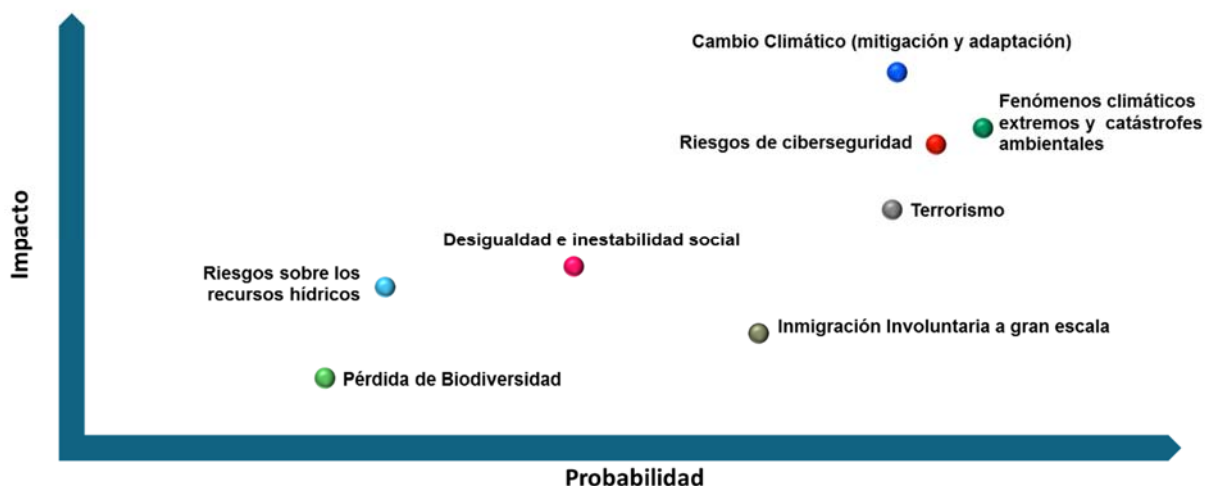 Cambio Climático (mitigación y adaptación)
Fenómenos climáticos
extremos y catástrofes
ambientales
Riesgos de ciberseguridad
Terrorismo
Desigualdad e inestabilidad social
Riesgos sobre los
recursos hídricos
Inmigración Involuntaria a gran escala
Pérdida de Biodiversidad
Impacto
Probabilidad